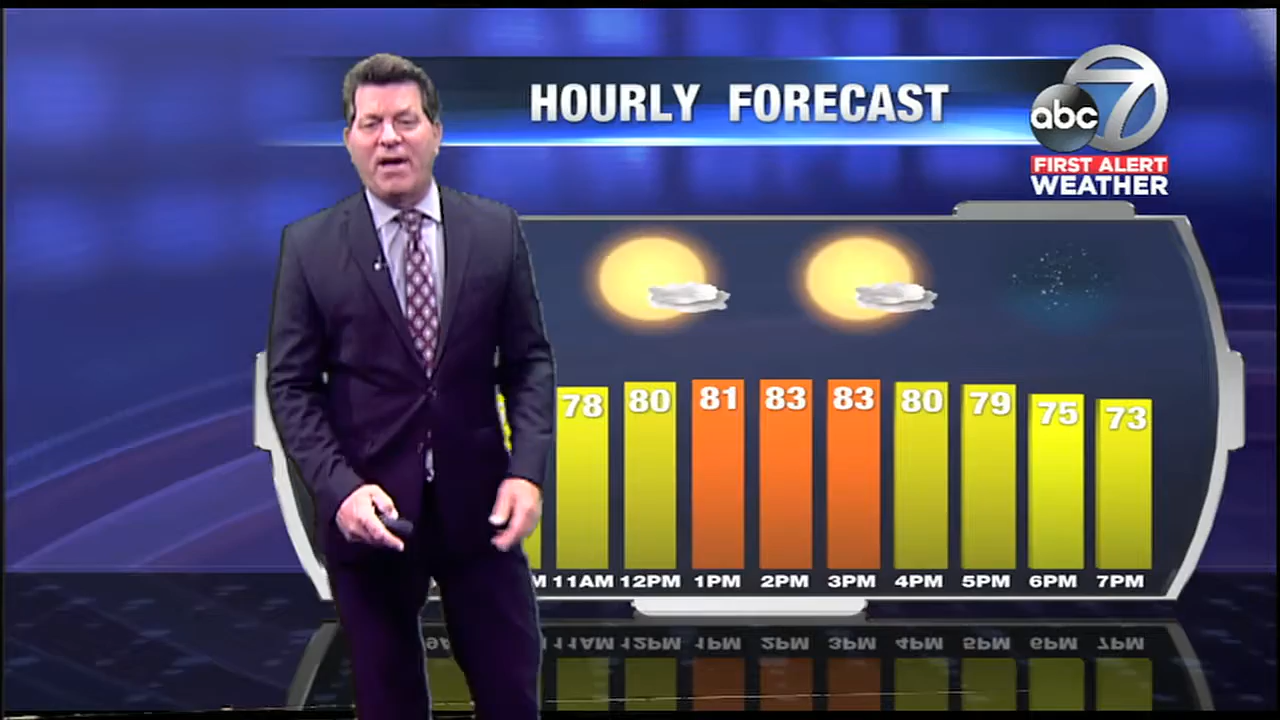 HOURLY FORECAST
abc 7
FIRST ALERT
WEATHER
78 80 81 83 83 80 79 75 73
11AM 12PM 1PM 2PM 3PM 4PM 5PM 6PM 7PM